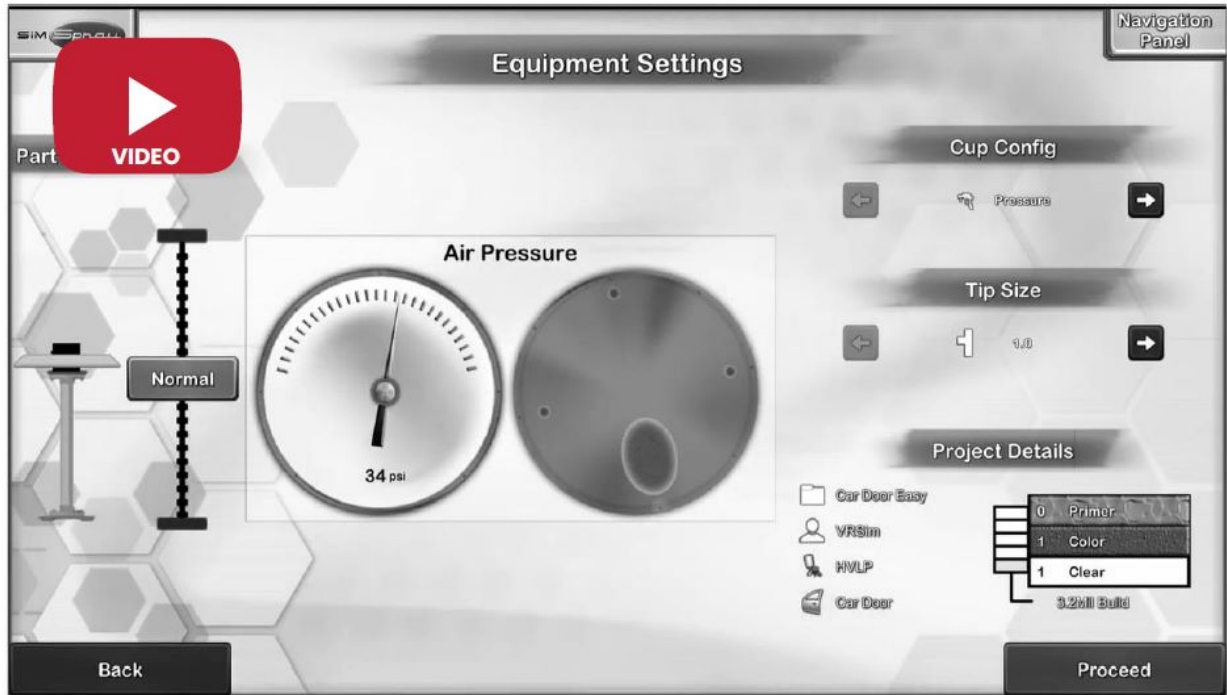 SIM
Navigation
Panel
Equipment Settings
VIDEO
Part
Cup Config
Pressure
Air Pressure
Tip Size
1.0
Normal
34 psi
Project Details
Car Door Easy
VRSim
HVLP
Car Door
0 Primer
1 Color
1 Clear
3.2Mil Build
Back
Proceed